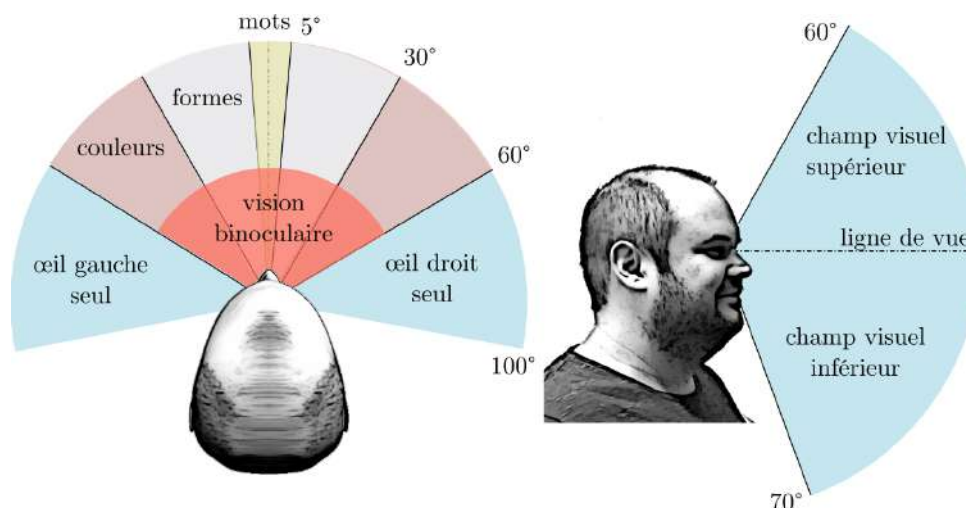 mots
5°
30°
formes
couleurs
60°
vision
binoculaire
œil gauche
seul
œil droit
seul
100°
60°
champ visuel
supérieur
ligne de vue
champ visuel
inférieur
70°